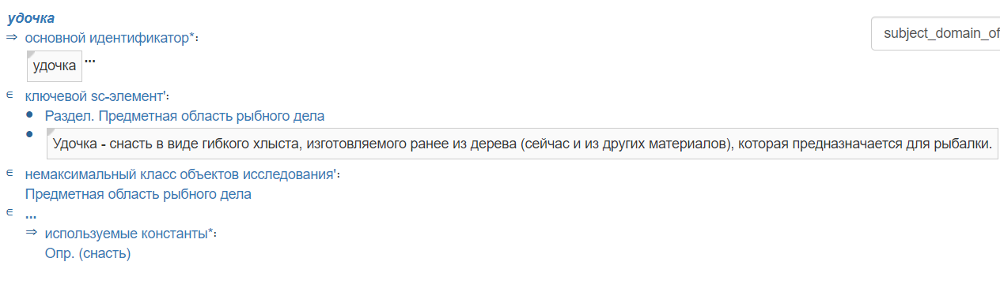 удочка
⇒ основной идентификатор*:
удочка ...
∈ ключевой sc-элемент':
● Раздел. Предметная область рыбного дела
● Удочка - снасть в виде гибкого хлыста, изготовляемого ранее из дерева (сейчас и из других материалов), которая предназначается для рыбалки.
∈ немаксимальный класс объектов исследования':
Предметная область рыбного дела
∈ ...
⇒ используемые константы*:
Опр. (снасть)
subject_domain_of